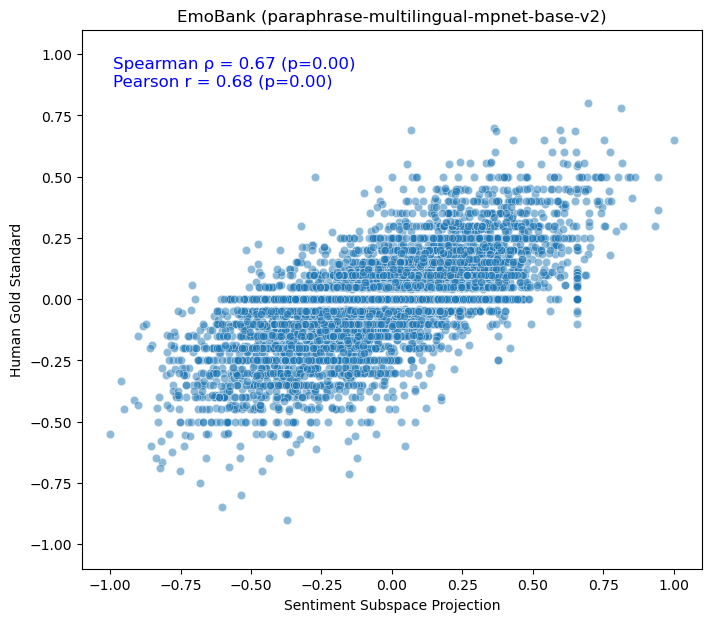 EmoBank (paraphrase-multilingual-mpnet-base-v2)
Spearman ρ = 0.67 (p=0.00)
Pearson r = 0.68 (p=0.00)
Human Gold Standard
1.00
0.75
0.50
0.25
0.00
−0.25
−0.50
−0.75
−1.00
−1.00 −0.75 −0.50 −0.25 0.00 0.25 0.50 0.75 1.00
Sentiment Subspace Projection